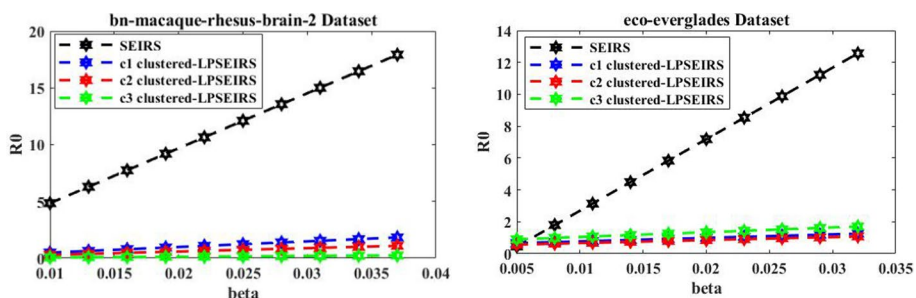 bn-macaque-rhesus-brain-2 Dataset
20
15
10
5
0
R0
SEIRS
c1 clustered-LPSEIRS
c2 clustered-LPSEIRS
c3 clustered-LPSEIRS
0.01 0.015 0.02 0.025 0.03 0.035 0.04
beta
eco-everglades Dataset
14
12
10
8
6
4
2
0
R0
SEIRS
c1 clustered-LPSEIRS
c2 clustered-LPSEIRS
c3 clustered-LPSEIRS
0.005 0.01 0.015 0.02 0.025 0.03 0.035
beta